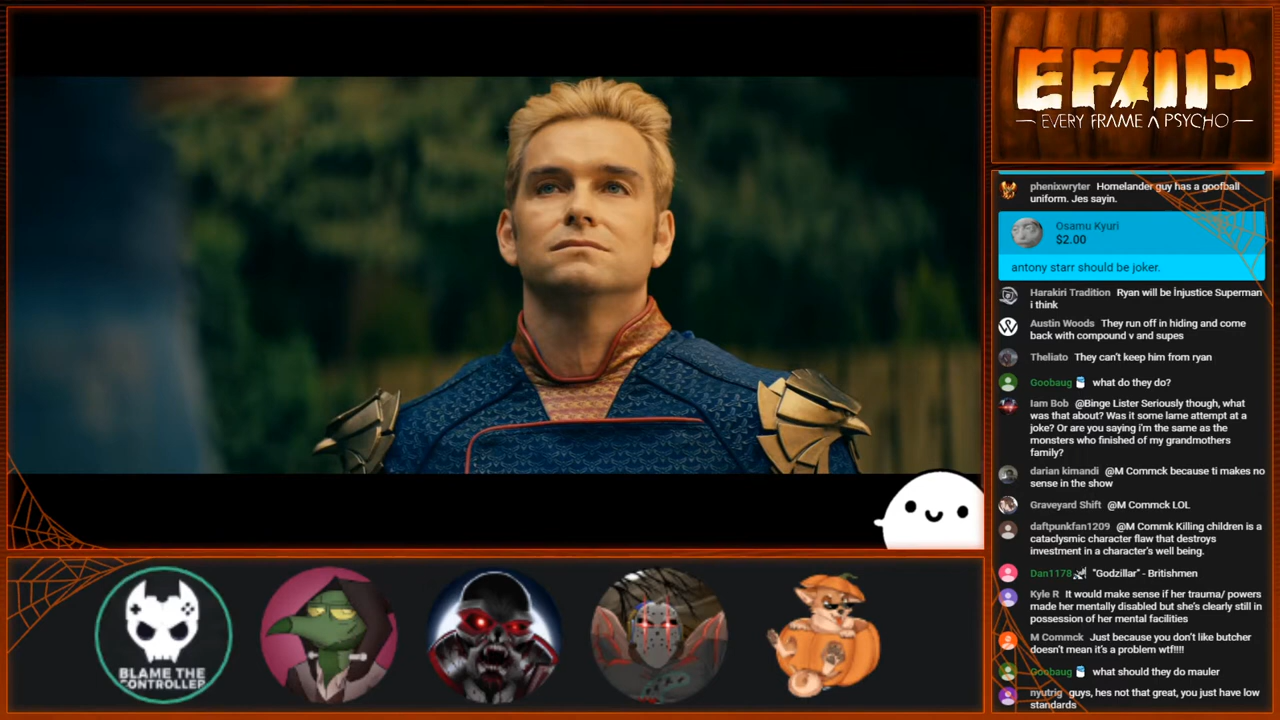 EFAP
EVERY FRAME A PSYCHO
phenixwryter Homelander guy has a goofball
uniform. Jes sayin.
Osamu Kyuri
$2.00
antony starr should be joker.
Harakiri Tradition Ryan will be İnjustice Superman
i think
Austin Woods They run off in hiding and come
back with compound v and supes
Theliato They can't keep him from ryan
Goobaug what do they do?
Iam Bob @Binge Lister Seriously though, what
was that about? Was it some lame attempt at a
joke? Or are you saying i'm the same as the
monsters who finished of my grandmothers
family?
darian kimandi @M Commck because ti makes no
sense in the show
Graveyard Shift @M Commck LOL
daftpunkfan1209 @M Commk Killing children is a
cataclysmic character flaw that destroys
investment in a character's well being.
Dan1178 "Godzillar" - Britishmen
Kyle R It would make sense if her trauma/ powers
made her mentally disabled but she's clearly still in
possession of her mental facilities
M Commck Just because you don't like butcher
doesn't mean it's a problem wtf!!!!
Goobaug what should they do mauler
nyutrig guys, hes not that great, you just have low
standards
BLAME THE
CONTROLLER